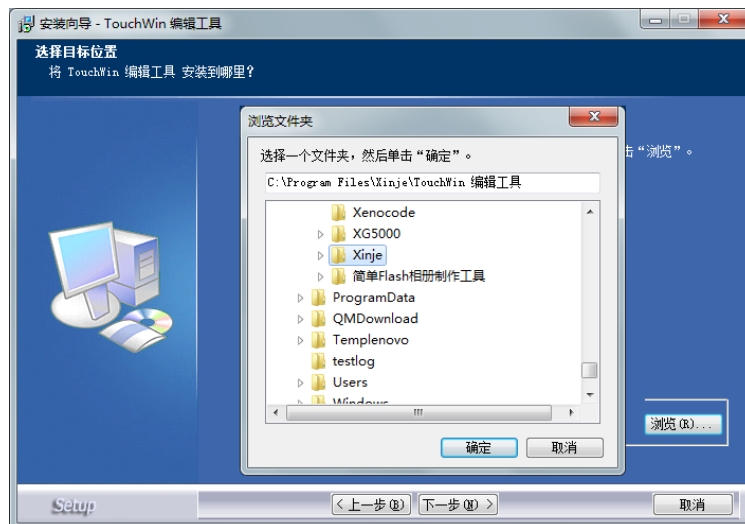 安装向导 - TouchWin 编辑工具
选择目标位置
将 TouchWin 编辑工具 安装到哪里？
浏览文件夹
击“浏览”。
选择一个文件夹，然后单击“确定”。
C:\Program Files\Xinje\TouchWin 编辑工具
Xenocode
XG5000
Xinje
简单Flash相册制作工具
ProgramData
QMDownload
Templenovo
testlog
Users
Windows
浏览(R)...
确定
取消
Setup
<上一步(B)
下一步(N)>
取消